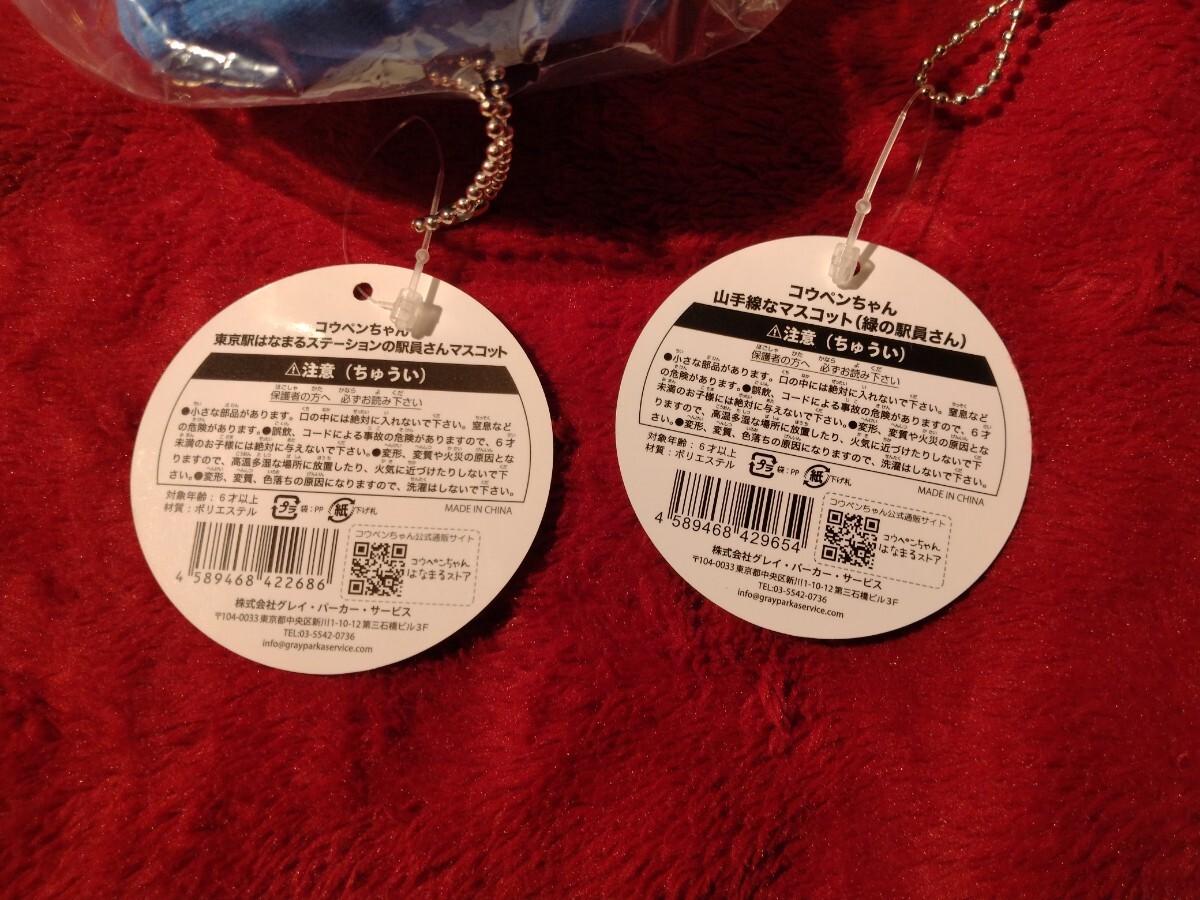 コウペンちゃん
東京駅はなまるステーションの駅員さんマスコット
⚠注意（ちゅうい）
保護者の方へ 必ずお読み下さい
●小さな部品があります。口の中には絶対に入れないで下さい。窒息など
の危険があります。●誤飲、コードによる事故の危険がありますので、6才
未満のお子様には絶対に与えないで下さい。●変形、変質や火災の原因とな
りますので、高温多湿な場所に放置したり、火気に近づけたりしないで下
さい。●変形、変質、色落ちの原因になりますので、洗濯はしないで下さい。
対象年齢：6才以上
材質：ポリエステル
プラ 袋：PP 紙 下げ札
MADE IN CHINA
4 589468 422686
コウペンちゃん公式通販サイト
コウペンちゃん
はなまるストア
株式会社グレイ・パーカー・サービス
〒104-0033 東京都中央区新川1-10-12 第三石橋ビル3F
TEL:03-5542-0736
info@grayparkaservice.com
コウペンちゃん
山手線なマスコット（緑の駅員さん）
⚠注意（ちゅうい）
保護者の方へ 必ずお読み下さい
●小さな部品があります。口の中には絶対に入れないで下さい。窒息など
の危険があります。●誤飲、コードによる事故の危険がありますので、6才
未満のお子様には絶対に与えないで下さい。●変形、変質や火災の原因とな
りますので、高温多湿な場所に放置したり、火気に近づけたりしないで下
さい。●変形、変質、色落ちの原因になりますので、洗濯はしないで下さい。
対象年齢：6才以上
材質：ポリエステル
プラ 袋：PP 紙 下げ札
MADE IN CHINA
4 589468 429654
コウペンちゃん公式通販サイト
コウペンちゃん
はなまるストア
株式会社グレイ・パーカー・サービス
〒104-0033 東京都中央区新川1-10-12 第三石橋ビル3F
TEL:03-5542-0736
info@grayparkaservice.com